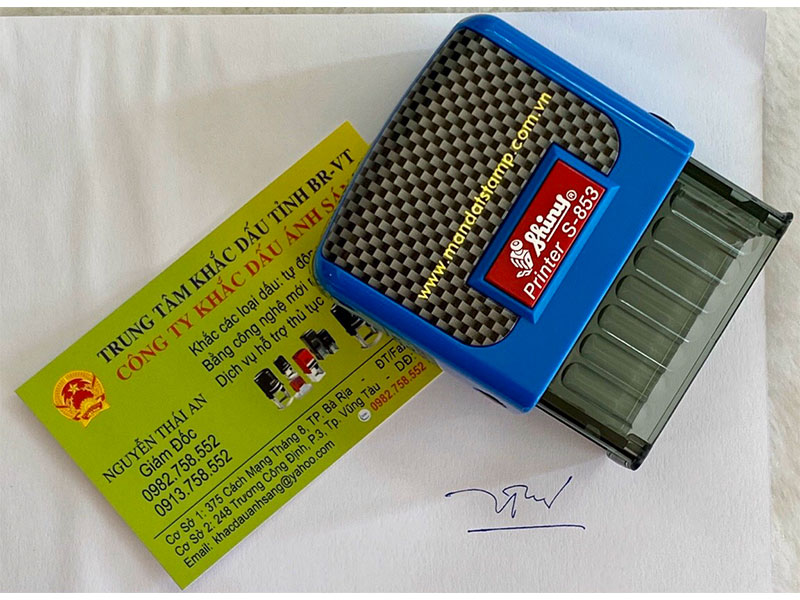 www.mandatstamp.com.vn
Shiny®
Printer S-853
TRUNG TÂM KHẮC DẤU TỈNH BR-VT
CÔNG TY KHẮC DẤU ÁNH SÁNG
Khắc các loại dấu: tự độn
Bằng công nghệ mới
Dịch vụ hỗ trợ thủ tục
NGUYỄN THÁI AN
Giám Đốc
0982.758.552
0913.758.552
Cơ Sở 1: 375 Cách Mạng Tháng 8, TP. Bà Rịa - ĐT/Fax
Cơ Sở 2: 248 Trương Công Định, P.3, Tp. Vũng Tàu - DĐ:
0982.758.552
Email: khacdauanhsang@yahoo.com